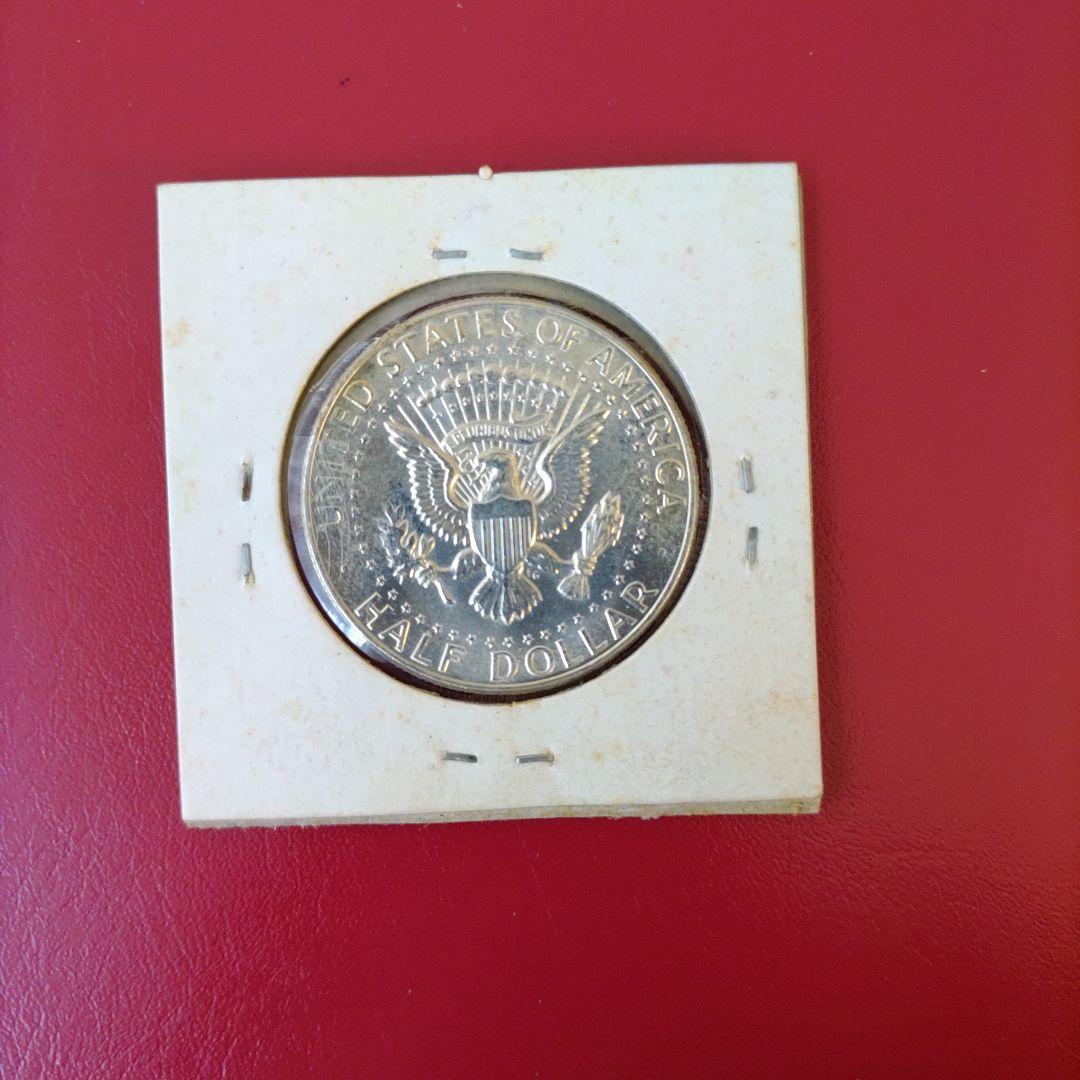 UNITED STATES OF AMERICA
E PLURIBUS UNUM
HALF DOLLAR